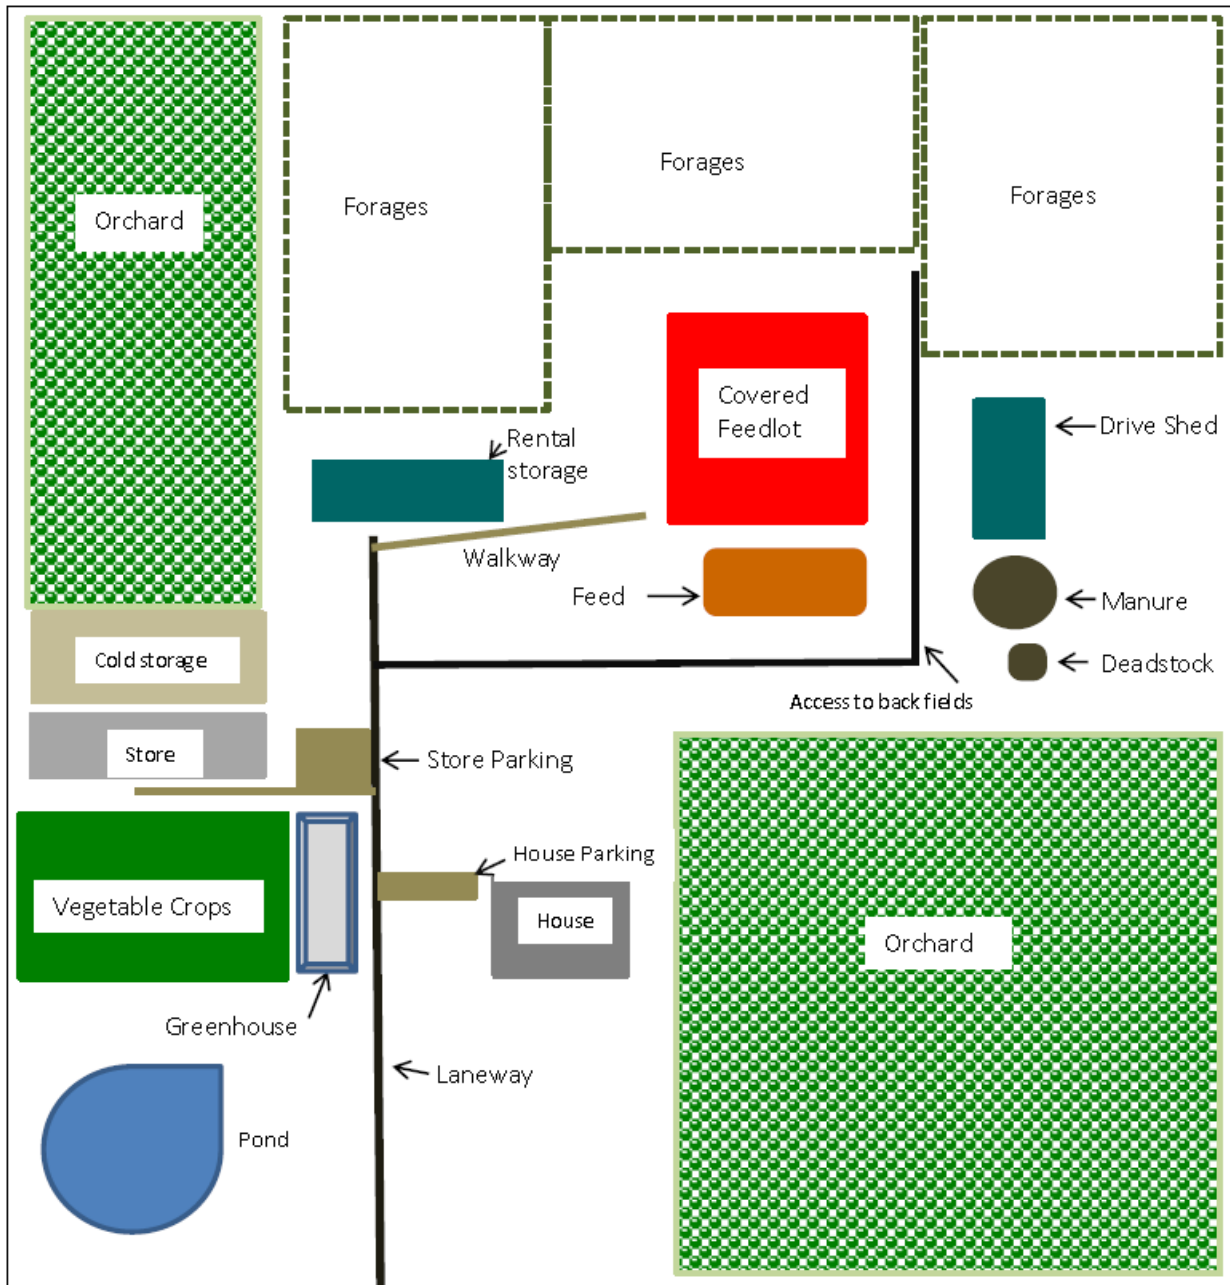 Forages
Forages
Forages
Orchard
Covered
Feedlot
Drive Shed
Rental
storage
Walkway
Feed
Manure
Cold storage
Deadstock
Access to back fields
Store
Store Parking
House Parking
Vegetable Crops
House
Orchard
Greenhouse
Laneway
Pond